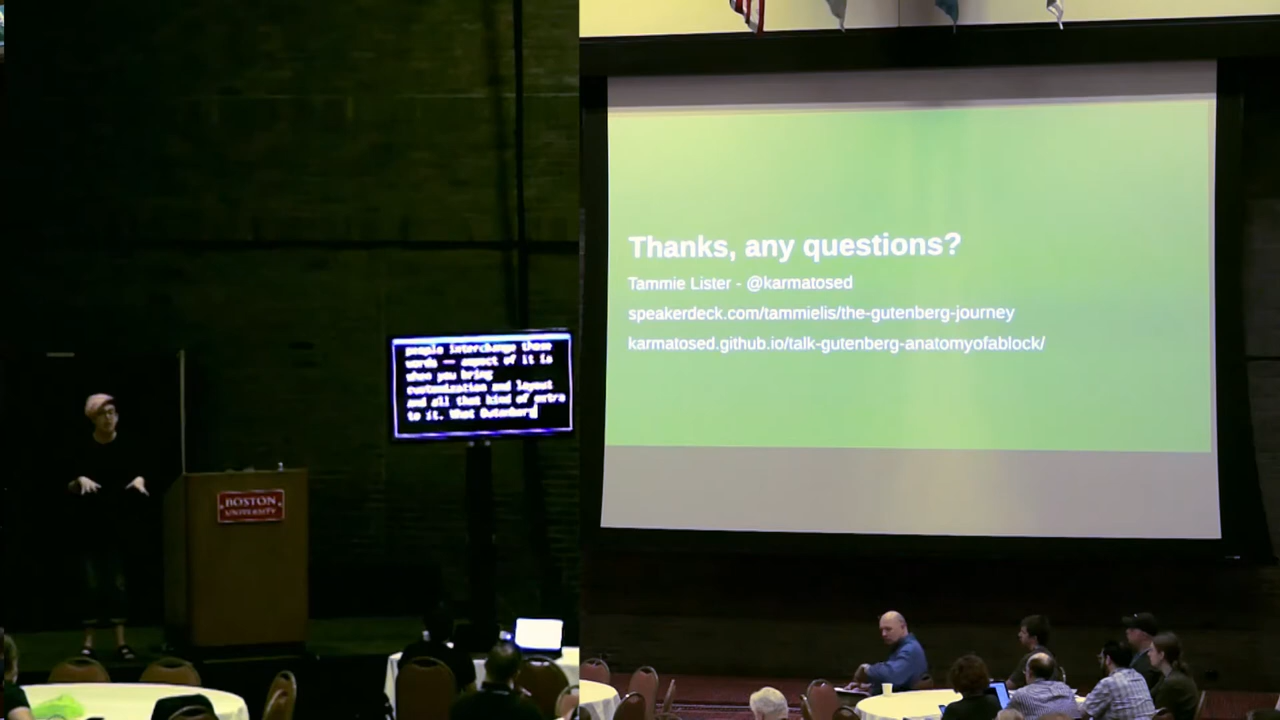 people interchange those
words -- aspect of it is
when you bring
customization and layout
and all that kind of extra
to it. What Gutenberg
BOSTON
UNIVERSITY
Thanks, any questions?
Tammie Lister - @karmatosed
speakerdeck.com/tammielis/the-gutenberg-journey
karmatosed.github.io/talk-gutenberg-anatomyofablock/